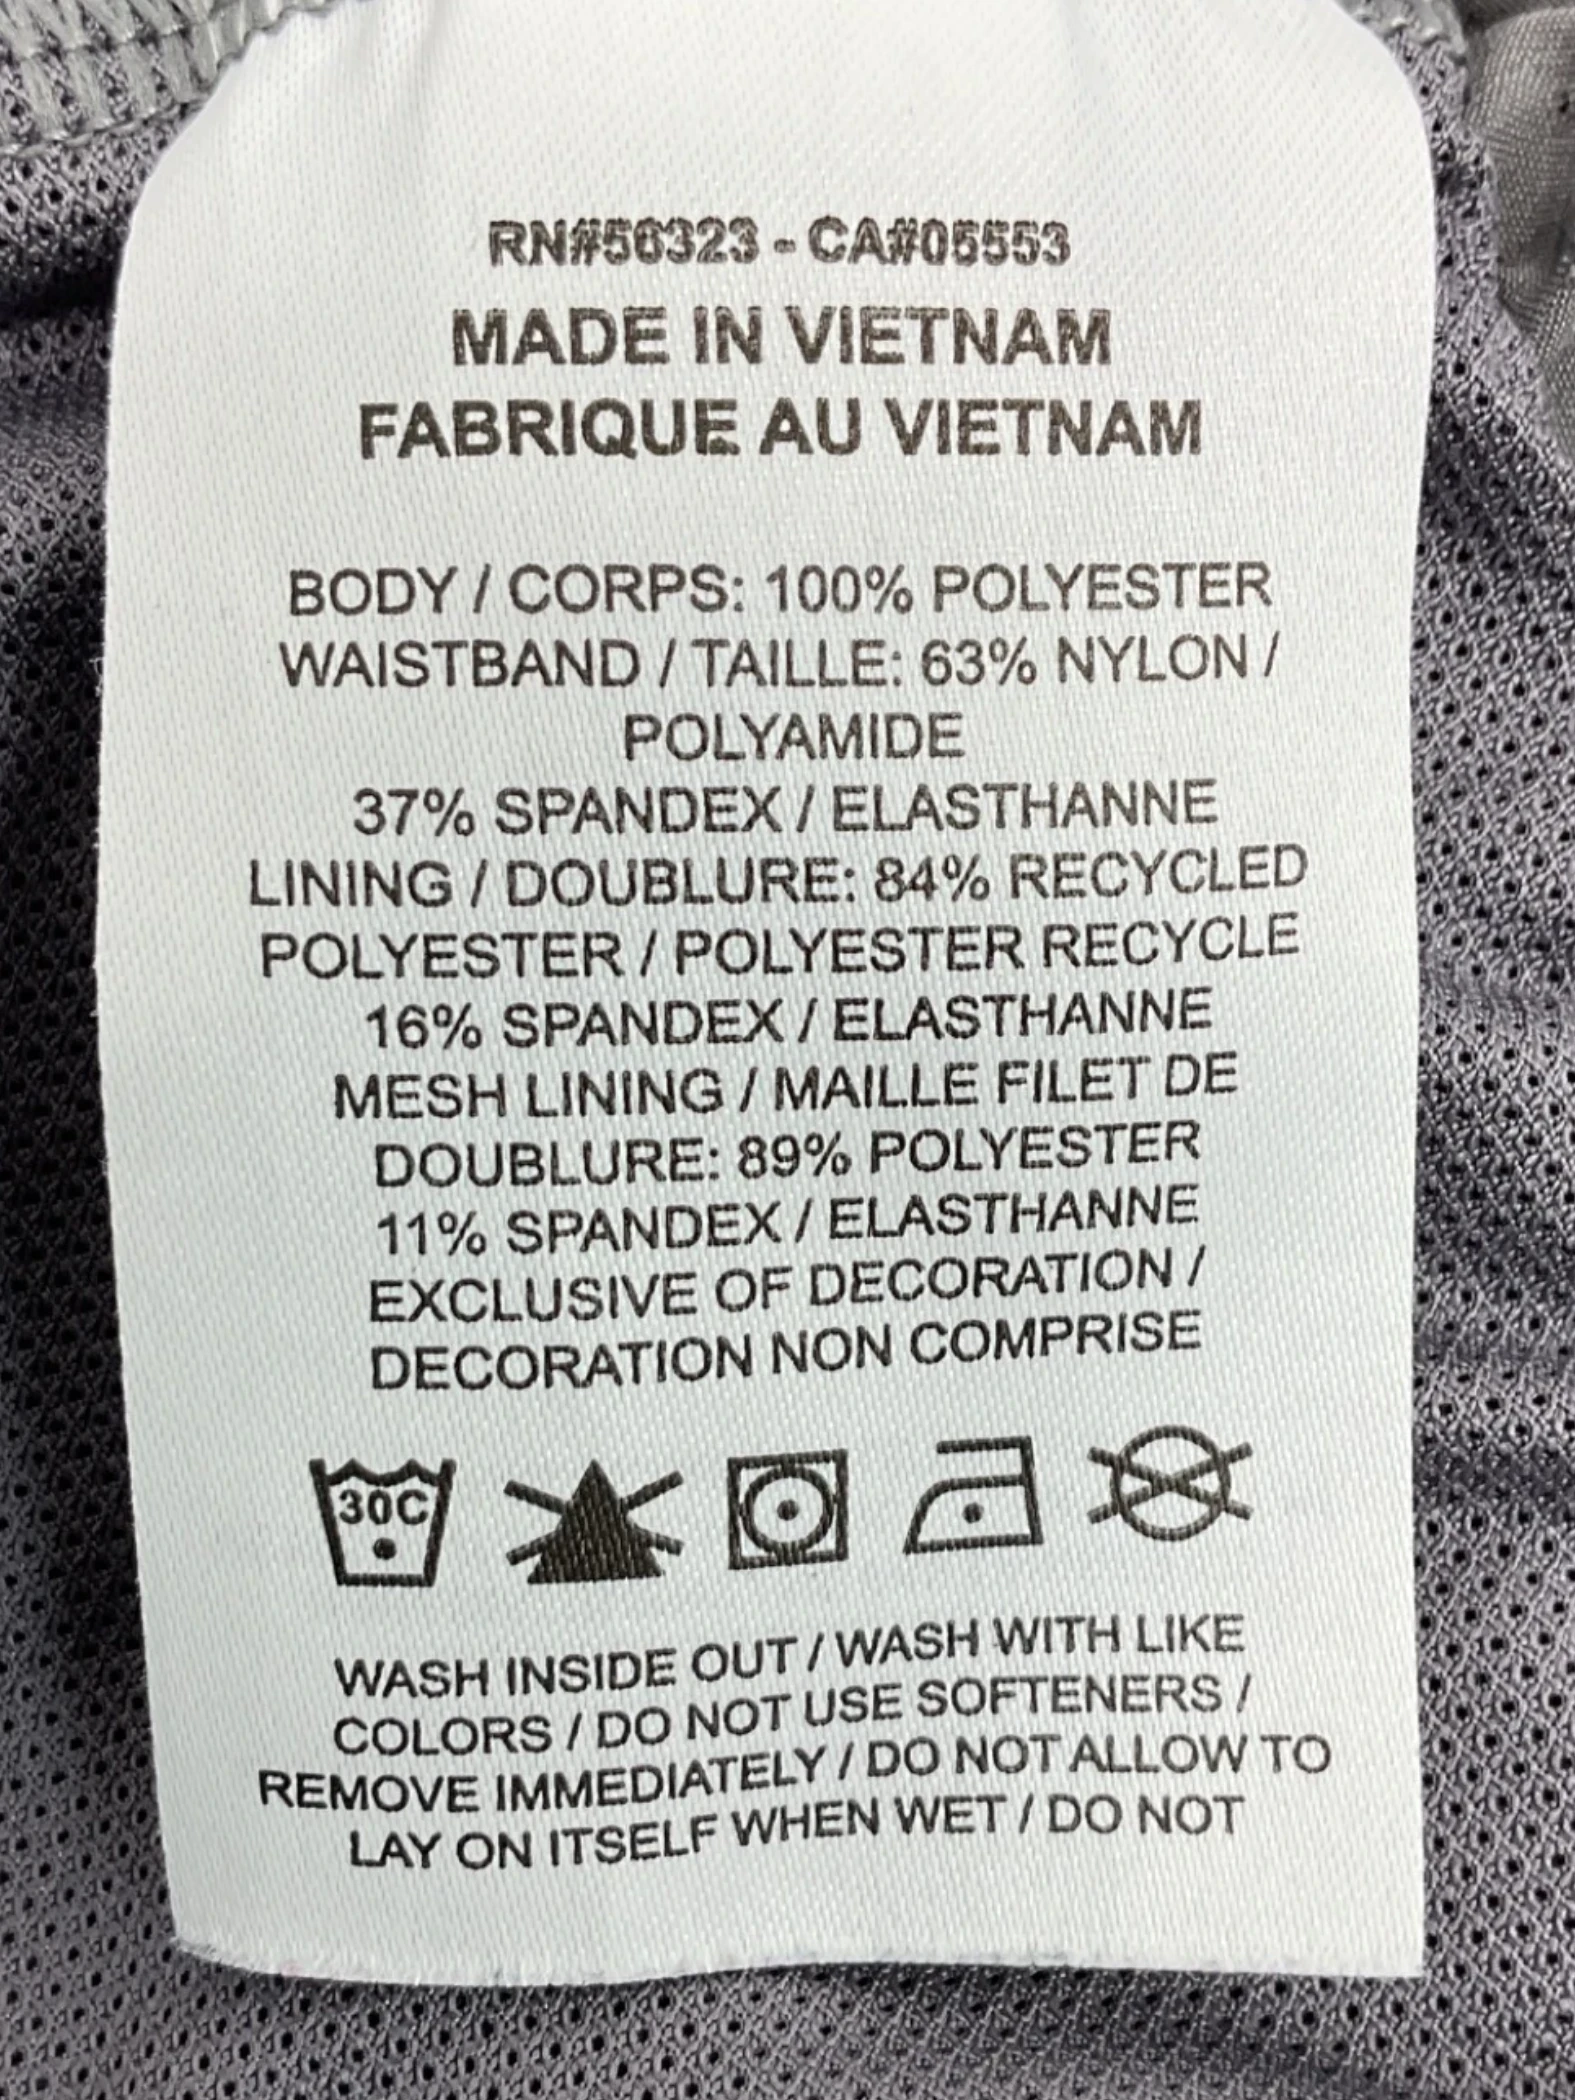 RN#56323 - CA#05553
MADE IN VIETNAM
FABRIQUE AU VIETNAM
BODY / CORPS: 100% POLYESTER
WAISTBAND / TAILLE: 63% NYLON /
POLYAMIDE
37% SPANDEX / ELASTHANNE
LINING / DOUBLURE: 84% RECYCLED
POLYESTER / POLYESTER RECYCLE
16% SPANDEX / ELASTHANNE
MESH LINING / MAILLE FILET DE
DOUBLURE: 89% POLYESTER
11% SPANDEX / ELASTHANNE
EXCLUSIVE OF DECORATION /
DECORATION NON COMPRISE
30C
WASH INSIDE OUT / WASH WITH LIKE
COLORS / DO NOT USE SOFTENERS /
REMOVE IMMEDIATELY / DO NOT ALLOW TO
LAY ON ITSELF WHEN WET / DO NOT